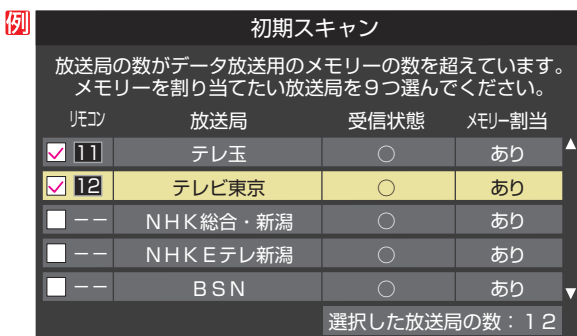 例
初期スキャン
放送局の数がデータ放送用のメモリーの数を超えています。
メモリーを割り当てたい放送局を9つ選んでください。
リモコン 放送局 受信状態 メモリー割当
11 テレ玉 ○ あり
12 テレビ東京 ○ あり
−− NHK総合・新潟 ○ あり
−− NHKEテレ新潟 ○ あり
−− BSN ○ あり
選択した放送局の数:12